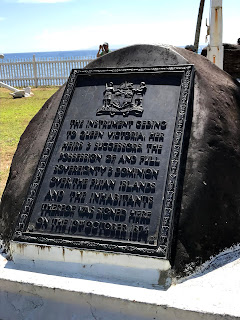 THE INSTRUMENT CEDING
TO QUEEN VICTORIA, HER
HEIRS & SUCCESSORS THE
POSSESSION OF AND FULL
SOVEREIGNTY & DOMINION
OVER THE FIJIAN ISLANDS
AND THE INHABITANTS
THEREOF WAS SIGNED HERE
ON THE 10TH OCTOBER, 1874